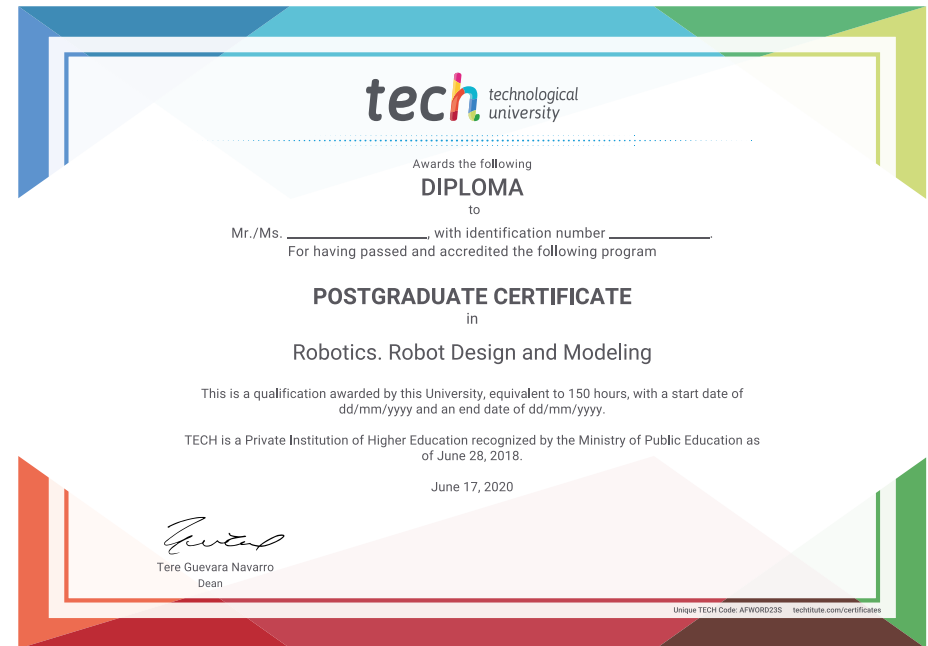 tech technological
university
Awards the following
DIPLOMA
to
Mr./Ms. ____________, with identification number ____________.
For having passed and accredited the following program
POSTGRADUATE CERTIFICATE
in
Robotics. Robot Design and Modeling
This is a qualification awarded by this University, equivalent to 150 hours, with a start date of
dd/mm/yyyy and an end date of dd/mm/yyyy.
TECH is a Private Institution of Higher Education recognized by the Ministry of Public Education as
of June 28, 2018.
June 17, 2020
Tere Guevara Navarro
Dean
Unique TECH Code: AFWORD23S techtitute.com/certificates